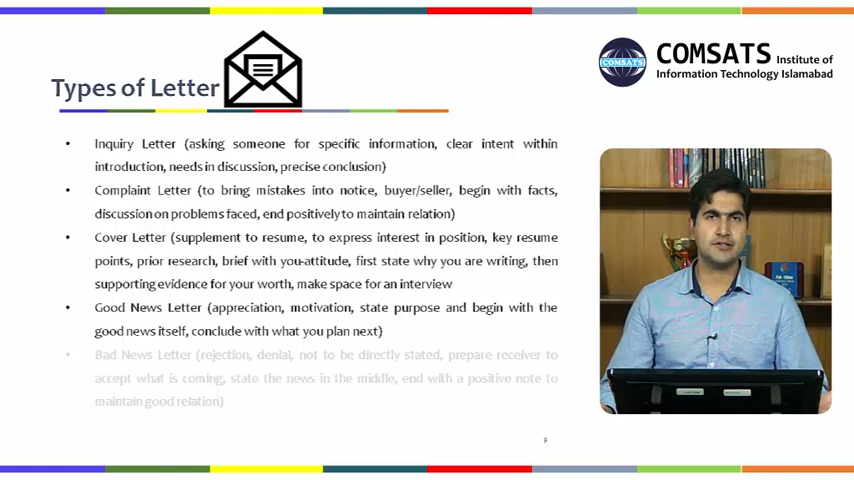 COMSATS Institute of
Information Technology Islamabad
COMSATS
Types of Letter
• Inquiry Letter (asking someone for specific information, clear intent within
introduction, needs in discussion, precise conclusion)
• Complaint Letter (to bring mistakes into notice, buyer/seller, begin with facts,
discussion on problems faced, end positively to maintain relation)
• Cover Letter (supplement to resume, to express interest in position, key resume
points, prior research, brief with you-attitude, first state why you are writing, then
supporting evidence for your worth, make space for an interview
• Good News Letter (appreciation, motivation, state purpose and begin with the
good news itself, conclude with what you plan next)
• Bad News Letter (rejection, denial, not to be directly stated, prepare receiver to
accept what is coming, state the news in the middle, end with a positive note to
maintain good relation)
9